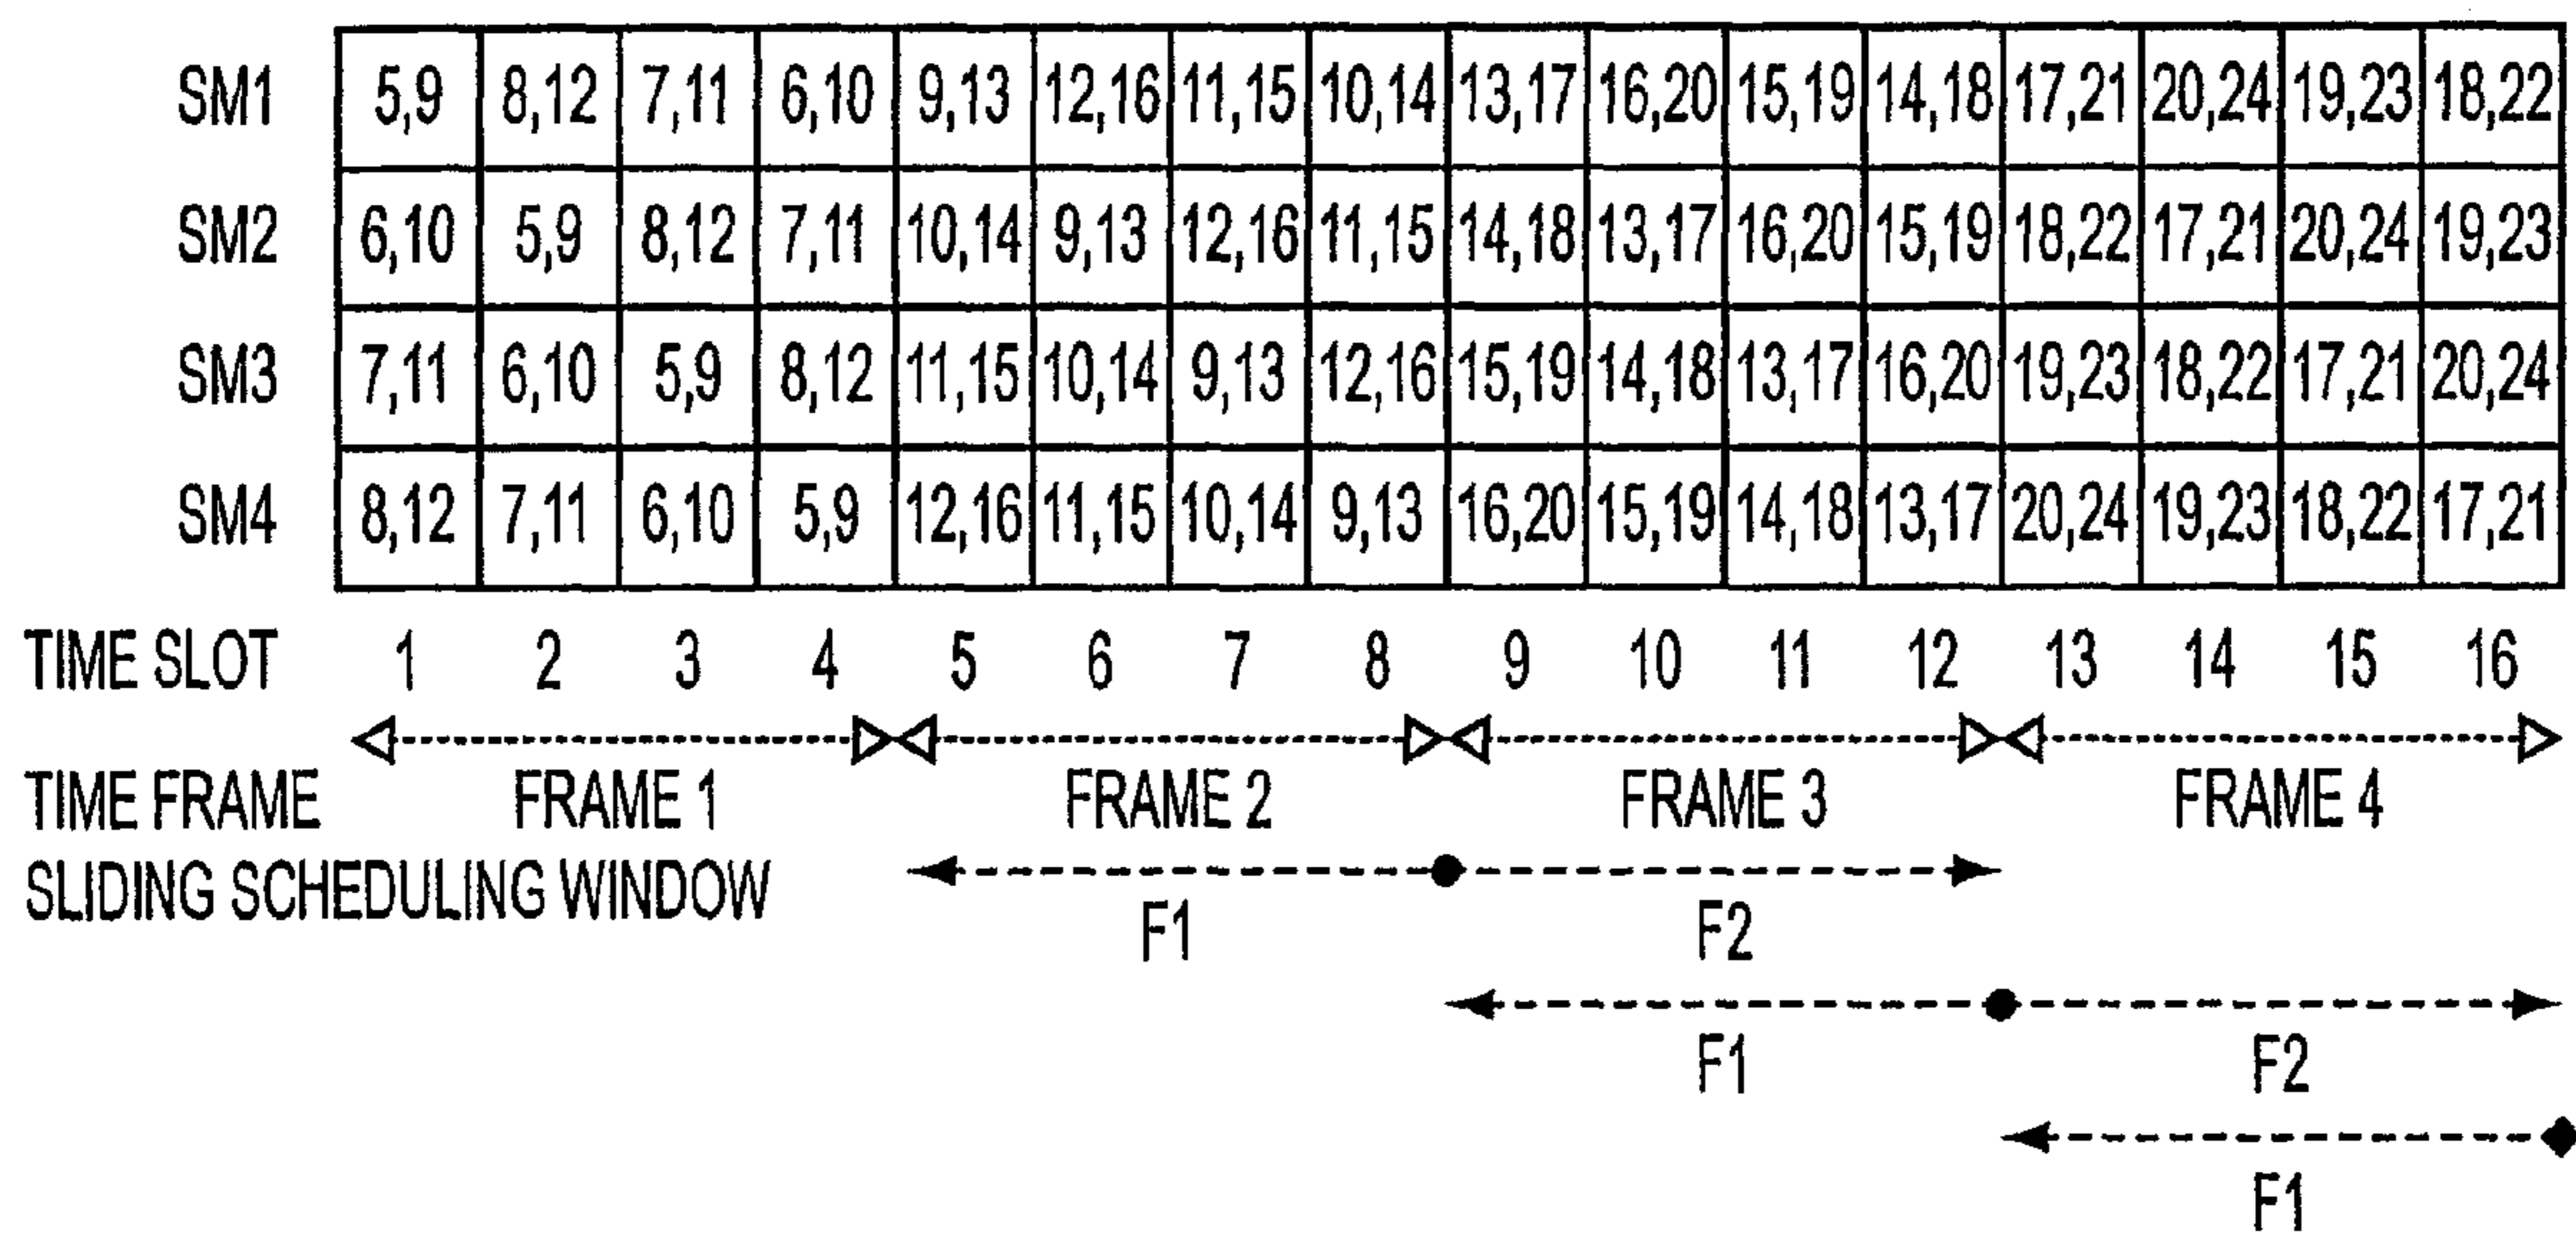 SM1 5,9 8,12 7,11 6,10 9,13 12,16 11,15 10,14 13,17 16,20 15,19 14,18 17,21 20,24 19,23 18,22
SM2 6,10 5,9 8,12 7,11 10,14 9,13 12,16 11,15 14,18 13,17 16,20 15,19 18,22 17,21 20,24 19,23
SM3 7,11 6,10 5,9 8,12 11,15 10,14 9,13 12,16 15,19 14,18 13,17 16,20 19,23 18,22 17,21 20,24
SM4 8,12 7,11 6,10 5,9 12,16 11,15 10,14 9,13 16,20 15,19 14,18 13,17 20,24 19,23 18,22 17,21
TIME SLOT 1 2 3 4 5 6 7 8 9 10 11 12 13 14 15 16
TIME FRAME FRAME 1 FRAME 2 FRAME 3 FRAME 4
SLIDING SCHEDULING WINDOW
F1 F2
F1 F2
F1